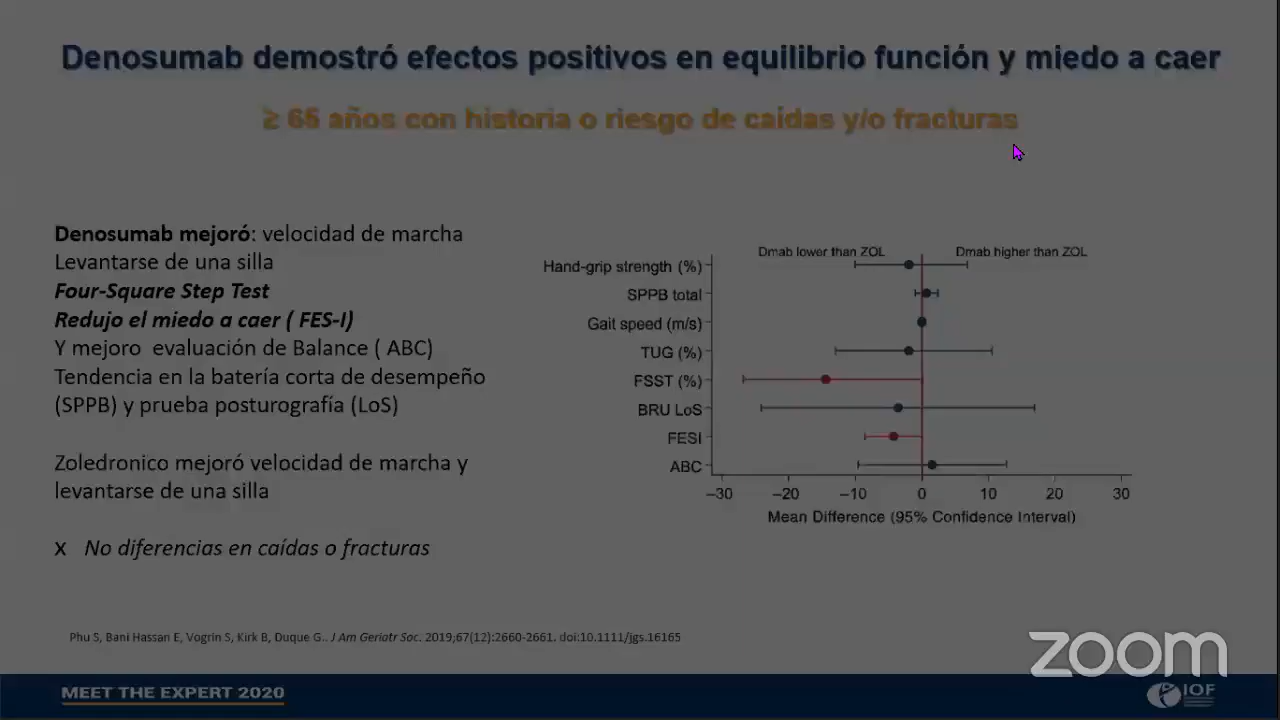 Denosumab demostró efectos positivos en equilibrio función y miedo a caer
≥ 65 años con historia o riesgo de caídas y/o fracturas
Denosumab mejoró: velocidad de marcha
Levantarse de una silla
Four-Square Step Test
Redujo el miedo a caer ( FES-I)
Y mejoro evaluación de Balance ( ABC)
Tendencia en la batería corta de desempeño
(SPPB) y prueba posturografía (LoS)
Zoledronico mejoró velocidad de marcha y
levantarse de una silla
x No diferencias en caídas o fracturas
Dmab lower than ZOL
Dmab higher than ZOL
Hand-grip strength (%)
SPPB total
Gait speed (m/s)
TUG (%)
FSST (%)
BRU LoS
FESI
ABC
−30 −20 −10 0 10 20 30
Mean Difference (95% Confidence Interval)
Phu S, Bani Hassan E, Vogrin S, Kirk B, Duque G.. J Am Geriatr Soc. 2019;67(12):2660-2661. doi:10.1111/jgs.16165
zoom
MEET THE EXPERT 2020
IOF